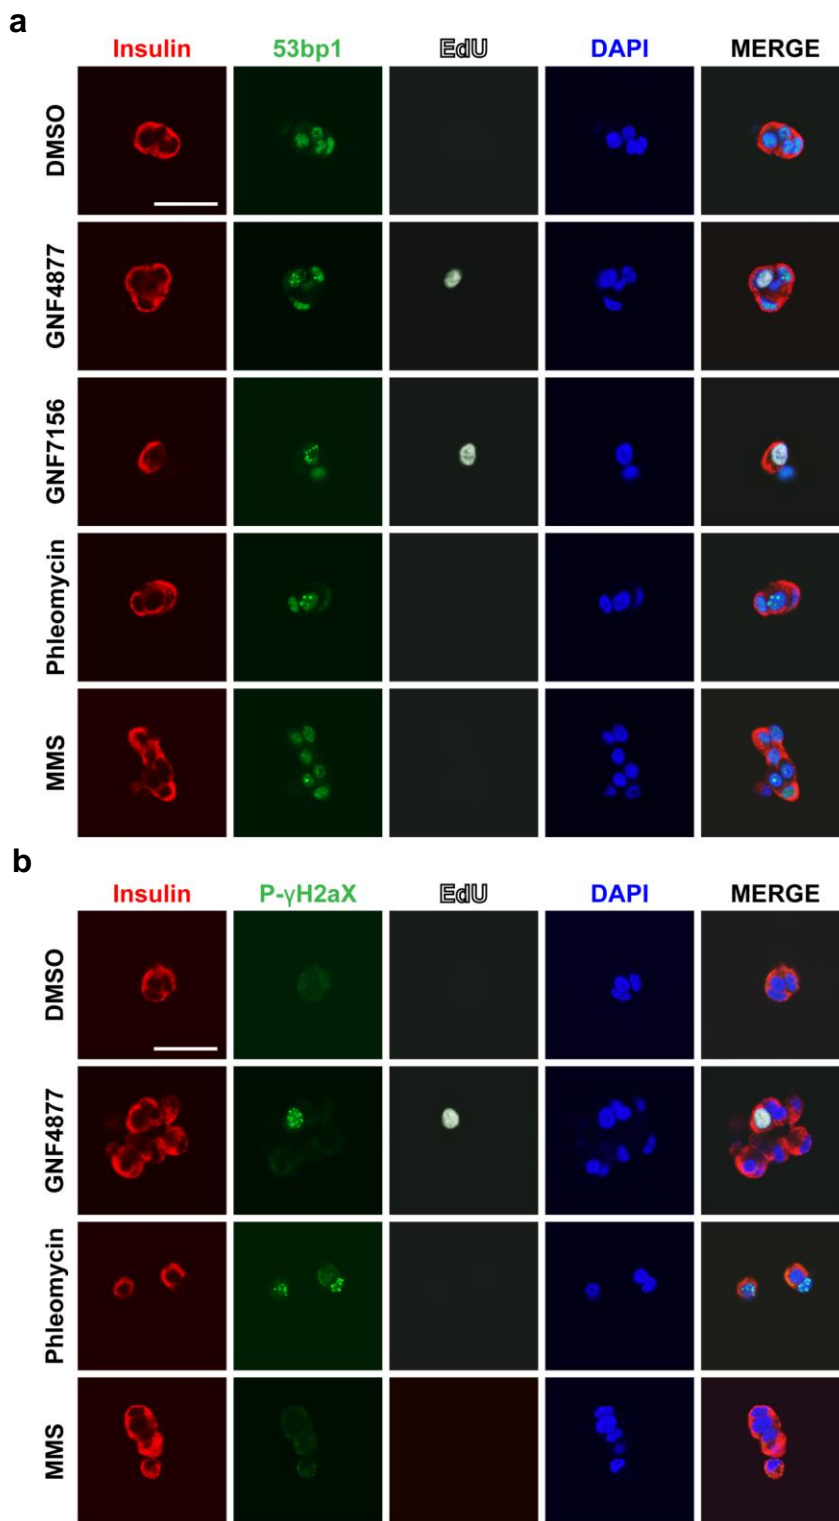 a
Insulin 53bp1 EdU DAPI MERGE
DMSO
GNF4877
GNF7156
Phleomycin
MMS
b
Insulin P-γH2aX EdU DAPI MERGE
DMSO
GNF4877
Phleomycin
MMS